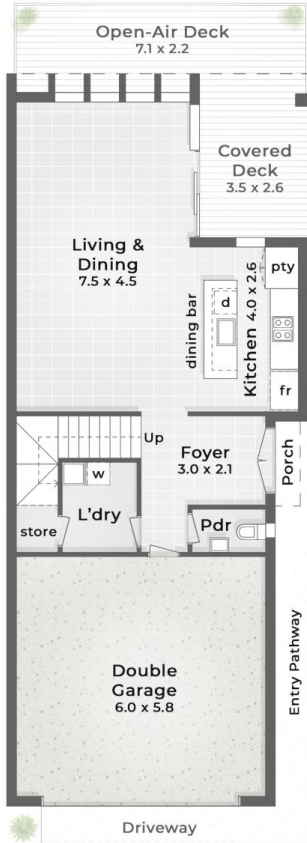 Open-Air Deck
7.1 x 2.2
Covered
Deck
3.5 x 2.6
Living &
Dining
7.5 x 4.5
pty
d
dining bar
Kitchen 4.0 x 2.6
fr
Up
Foyer
3.0 x 2.1
Porch
w
L'dry
store
Pdr
Double
Garage
6.0 x 5.8
Entry Pathway
Driveway